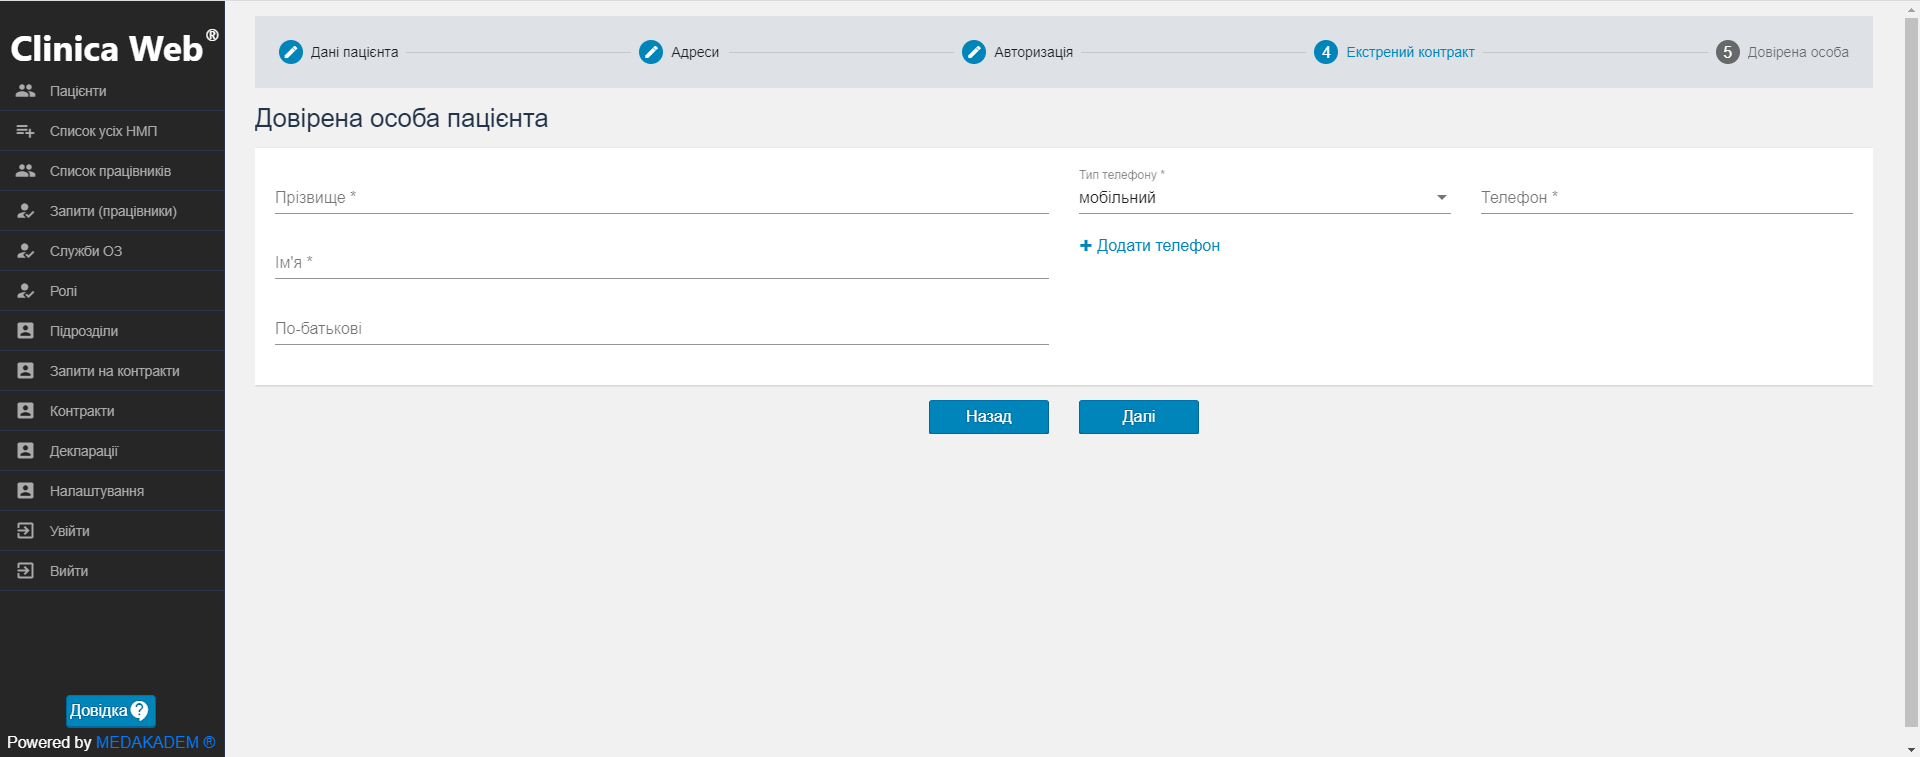 Clinica Web®
Пацієнти
Список усіх НМП
Список працівників
Запити (працівники)
Служби ОЗ
Ролі
Підрозділи
Запити на контракти
Контракти
Декларації
Налаштування
Увійти
Вийти
Довідка ?
Powered by MEDAKADEM ®
Дані пацієнта
Адреси
Авторизація
4 Екстрений контракт
5 Довірена особа
Довірена особа пацієнта
Прізвище *
Ім'я *
По-батькові
Тип телефону *
мобільний
Телефон *
+ Додати телефон
Назад
Далі